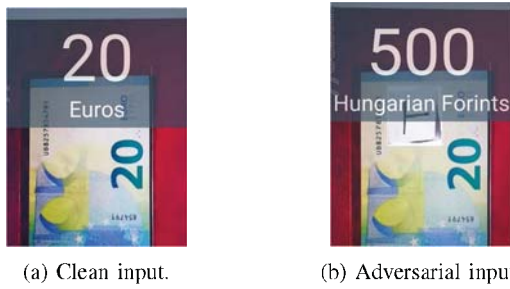 20
Euros
20
500
Hungarian Forints
20
(a) Clean input.
(b) Adversarial inpu